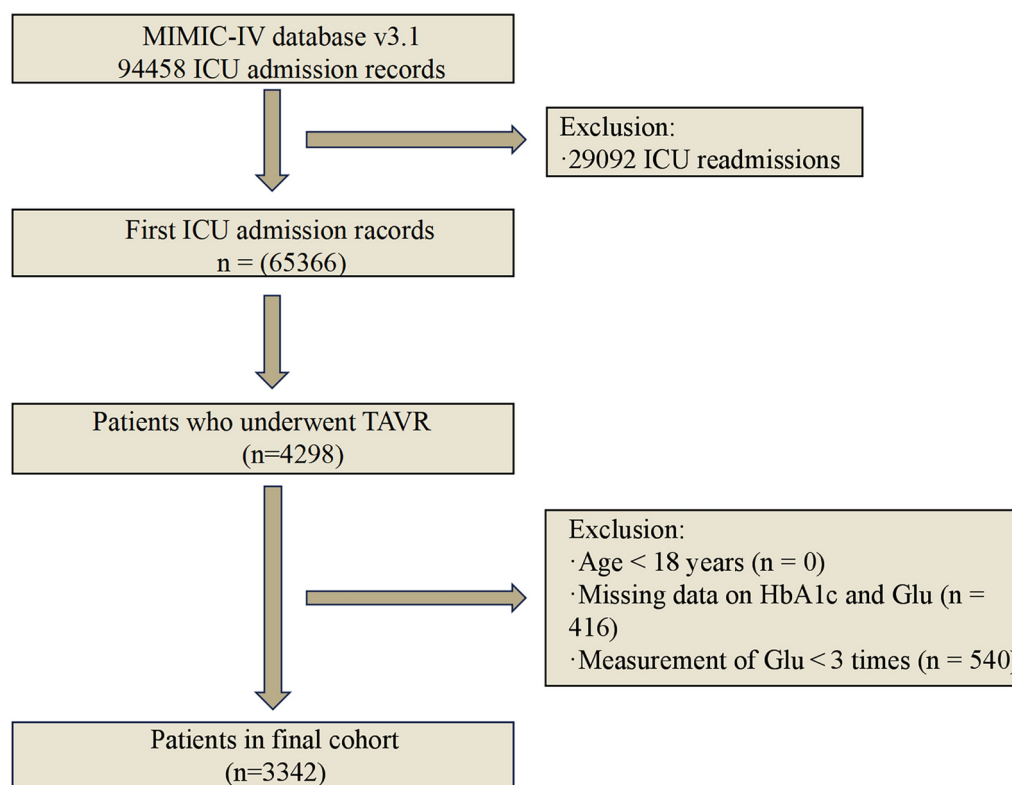 MIMIC-IV database v3.1
94458 ICU admission records
Exclusion:
·29092 ICU readmissions
First ICU admission racords
n = (65366)
Patients who underwent TAVR
(n=4298)
Exclusion:
·Age < 18 years (n = 0)
·Missing data on HbA1c and Glu (n =
416)
·Measurement of Glu < 3 times (n = 540)
Patients in final cohort
(n=3342)